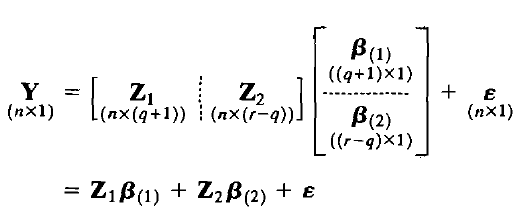 Y = [ Z₁ ⋮ Z₂ ] [ β₍₁₎ / β₍₂₎ ] + ε
(n×1) (n×(q+1)) (n×(r−q)) ((q+1)×1) ((r−q)×1) (n×1)
= Z₁β₍₁₎ + Z₂β₍₂₎ + ε